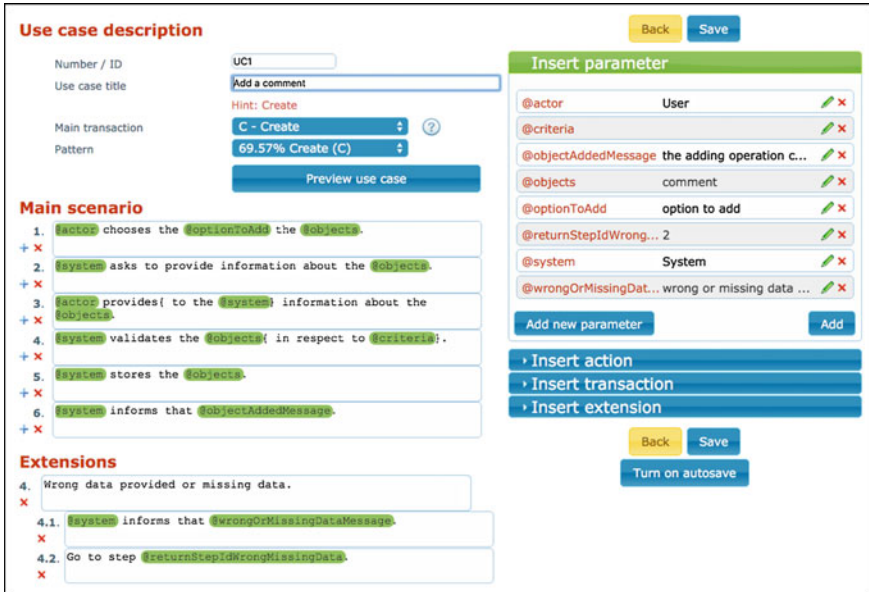 Use case description
Number / ID
UC1
Use case title
Add a comment
Hint: Create
Main transaction
C - Create
?
Pattern
69.57% Create (C)
Preview use case
Main scenario
1. @actor chooses the @optionToAdd the @objects.
2. @system asks to provide information about the @objects.
3. @actor provides{ to the @system} information about the
@objects.
4. @system validates the @objects{ in respect to @criteria}.
5. @system stores the @objects.
6. @system informs that @objectAddedMessage.
Extensions
4. Wrong data provided or missing data.
4.1. @system informs that @wrongOrMissingDataMessage.
4.2. Go to step @returnStepIdWrongMissingData.
Back
Save
Insert parameter
@actor User
@criteria
@objectAddedMessage the adding operation c...
@objects comment
@optionToAdd option to add
@returnStepIdWrong... 2
@system System
@wrongOrMissingDat... wrong or missing data ...
Add new parameter
Add
Insert action
Insert transaction
Insert extension
Back
Save
Turn on autosave